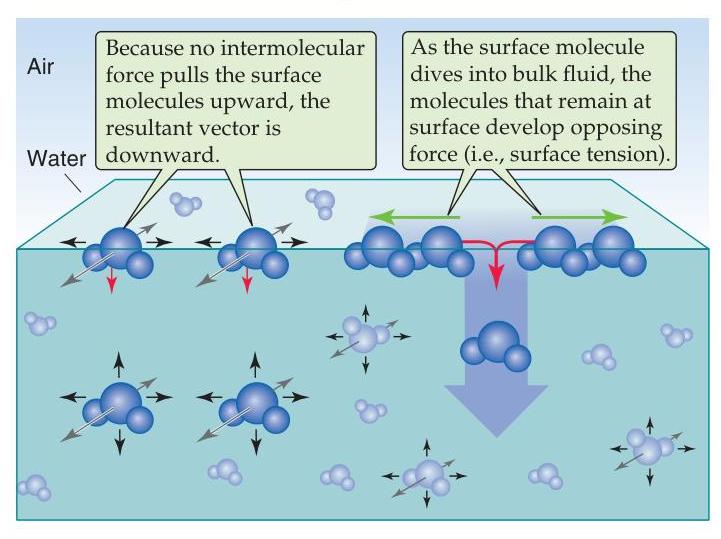 Air
Water
Because no intermolecular
force pulls the surface
molecules upward, the
resultant vector is
downward.
As the surface molecule
dives into bulk fluid, the
molecules that remain at
surface develop opposing
force (i.e., surface tension).